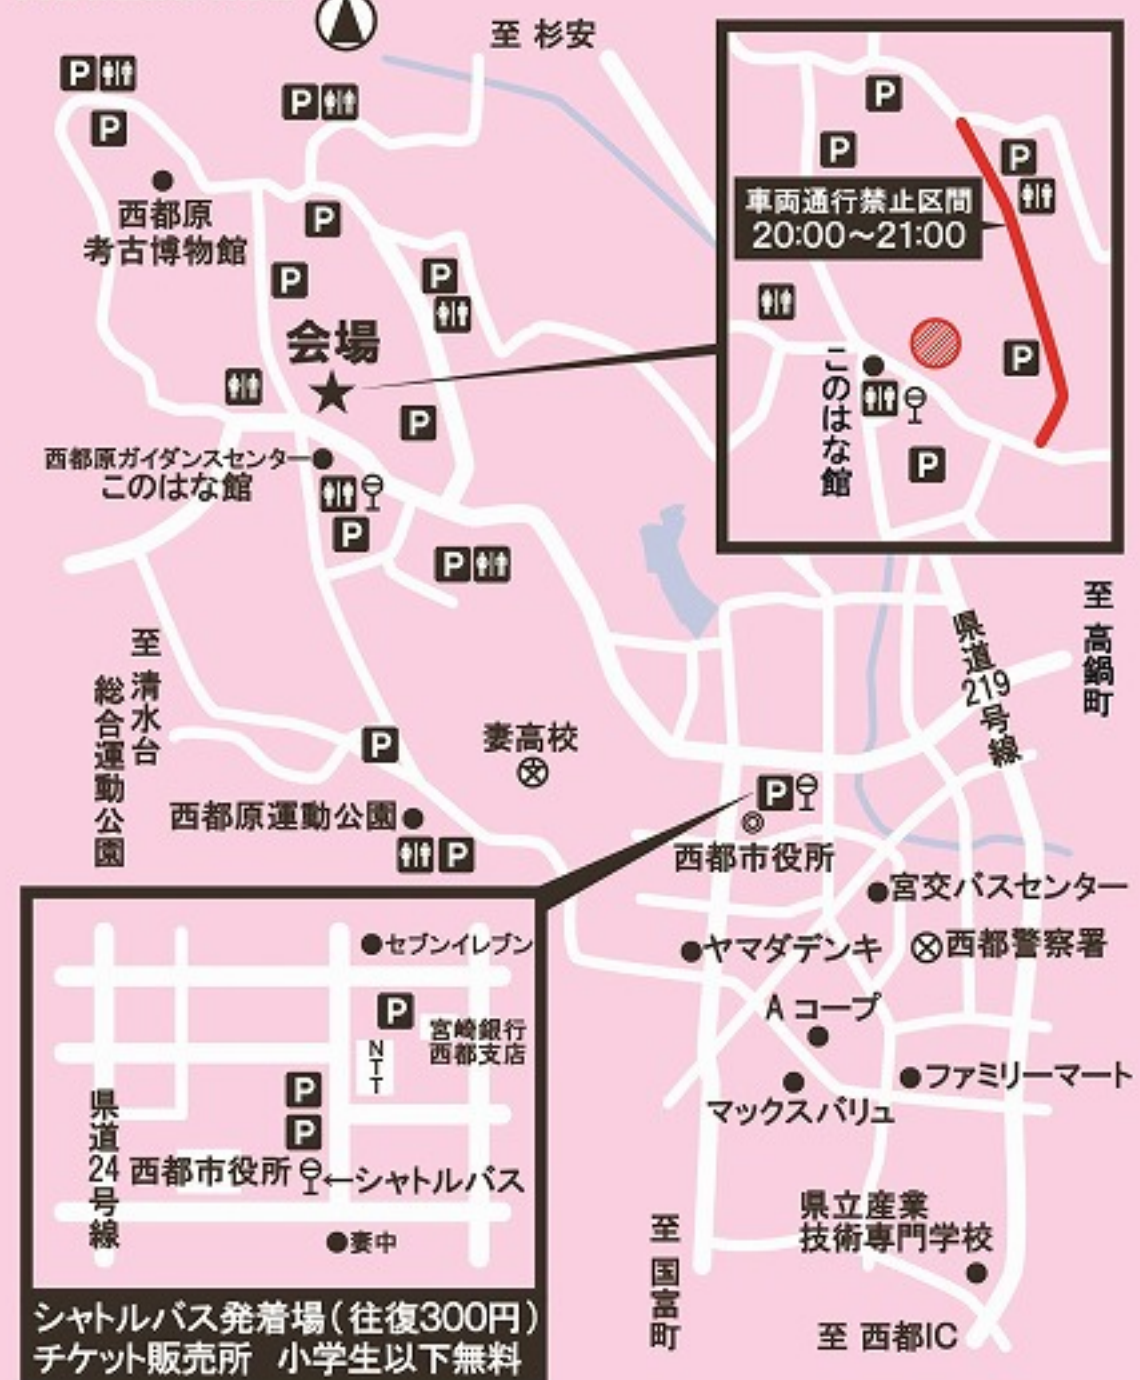 至 杉安
P
P
P
P
西都原
考古博物館
P
P
P
会場
P
西都原ガイダンスセンター
このはな館
P
P
車両通行禁止区間
20:00〜21:00
P
P
P
P
このはな館
P
至 高鍋町
県道219号線
至 清水台
総合運動公園
P
妻高校
西都原運動公園
P
P
西都市役所
宮交バスセンター
ヤマダデンキ
西都警察署
A コープ
ファミリーマート
マックスバリュ
県立産業
技術専門学校
至 国富町
至 西都IC
セブンイレブン
P
宮崎銀行
西都支店
NTT
P
P
県道24号線
西都市役所
←シャトルバス
妻中
シャトルバス発着場(往復300円)
チケット販売所 小学生以下無料